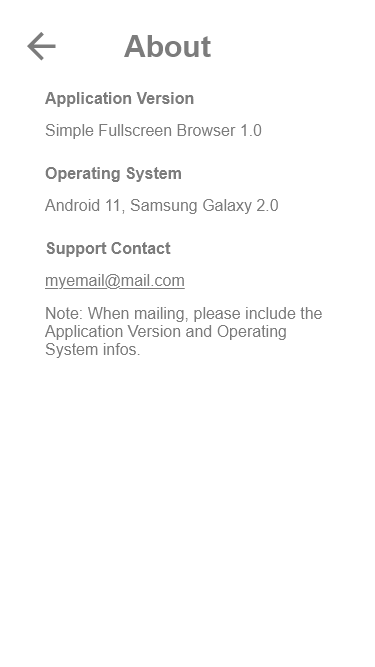 About
Application Version
Simple Fullscreen Browser 1.0
Operating System
Android 11, Samsung Galaxy 2.0
Support Contact
myemail@mail.com
Note: When mailing, please include the
Application Version and Operating
System infos.